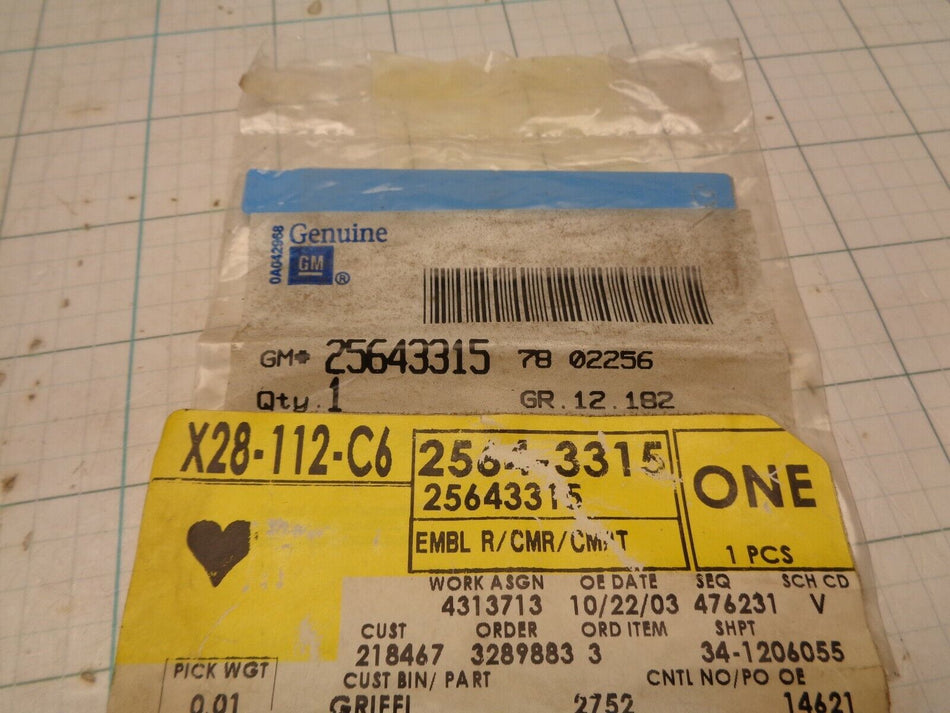 0A042968
Genuine
GM ®
GM# 25643315 78 02256
Qty. 1 GR.12.182
X28-112-C6
2564-3315
25643315
EMBL R/CMR/CMPT
ONE
1 PCS
WORK ASGN OE DATE SEQ SCH CD
4313713 10/22/03 476231 V
CUST ORDER ORD ITEM SHPT
218467 3289883 3 34-1206055
PICK WGT CUST BIN/ PART CNTL NO/PO OE
0.01 2752 14621